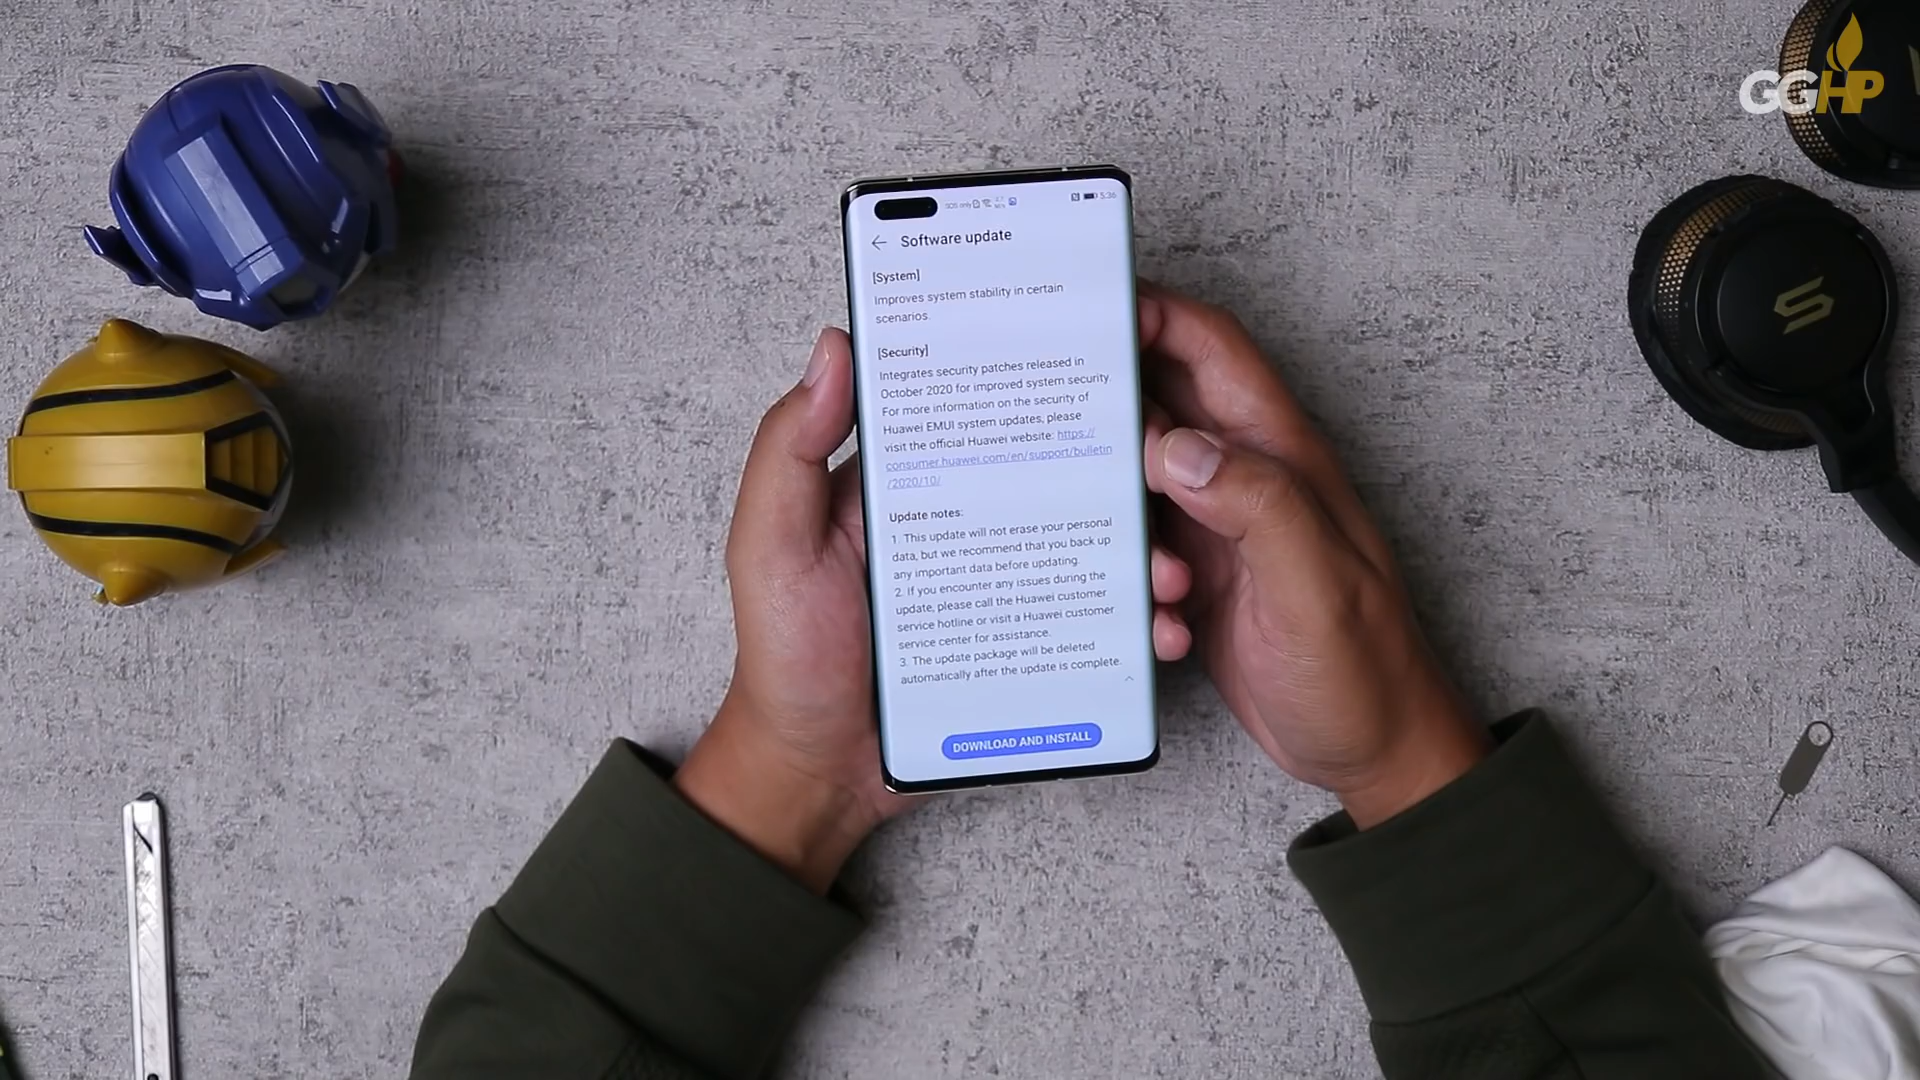 GGHP
SOS only
5:36
Software update
[System]
Improves system stability in certain
scenarios.
[Security]
Integrates security patches released in
October 2020 for improved system security.
For more information on the security of
Huawei EMUI system updates, please
visit the official Huawei website: https://
consumer.huawei.com/en/support/bulletin
/2020/10/
Update notes:
1. This update will not erase your personal
data, but we recommend that you back up
any important data before updating.
2. If you encounter any issues during the
update, please call the Huawei customer
service hotline or visit a Huawei customer
service center for assistance.
3. The update package will be deleted
automatically after the update is complete.
DOWNLOAD AND INSTALL